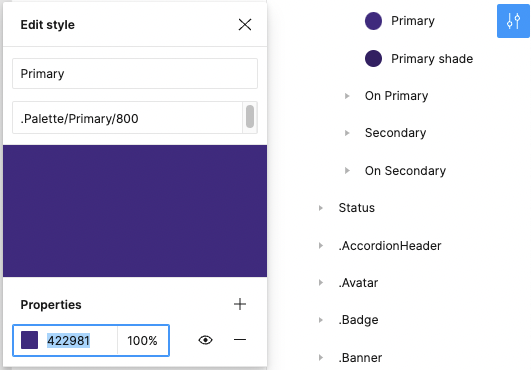 Edit style
Primary
.Palette/Primary/800
Properties
422981 100%
Primary
Primary shade
On Primary
Secondary
On Secondary
Status
.AccordionHeader
.Avatar
.Badge
.Banner